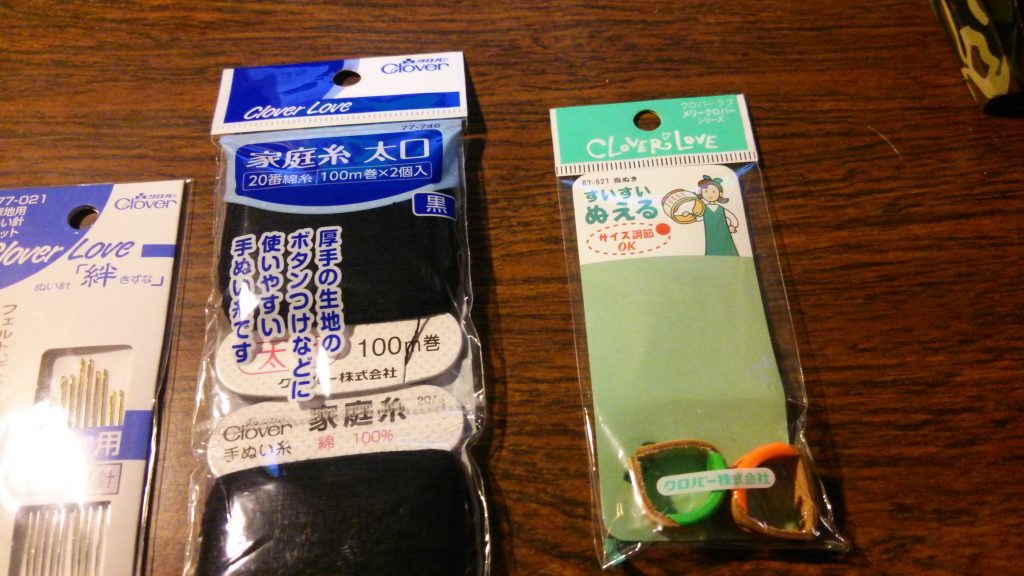 77-021
クロバー
Clover
Clover Love
ぬい針「絆きずな」
フェルト
用
針
クロバー
Clover
Clover Love
77-746
家庭糸 太口
20番綿糸 100m巻×2個入
黒
厚手の生地の
ボタンつけなどに
使いやすい
手ぬい糸です
太
100m巻
クロバー株式会社
Clover
家庭糸
手ぬい糸
綿 100%
クロバーラブ
メリークロバー
シリーズ
CLOVER LOVE
67-521 指ぬき
すいすい
ぬえる
サイズ調節
OK
クロバー株式会社